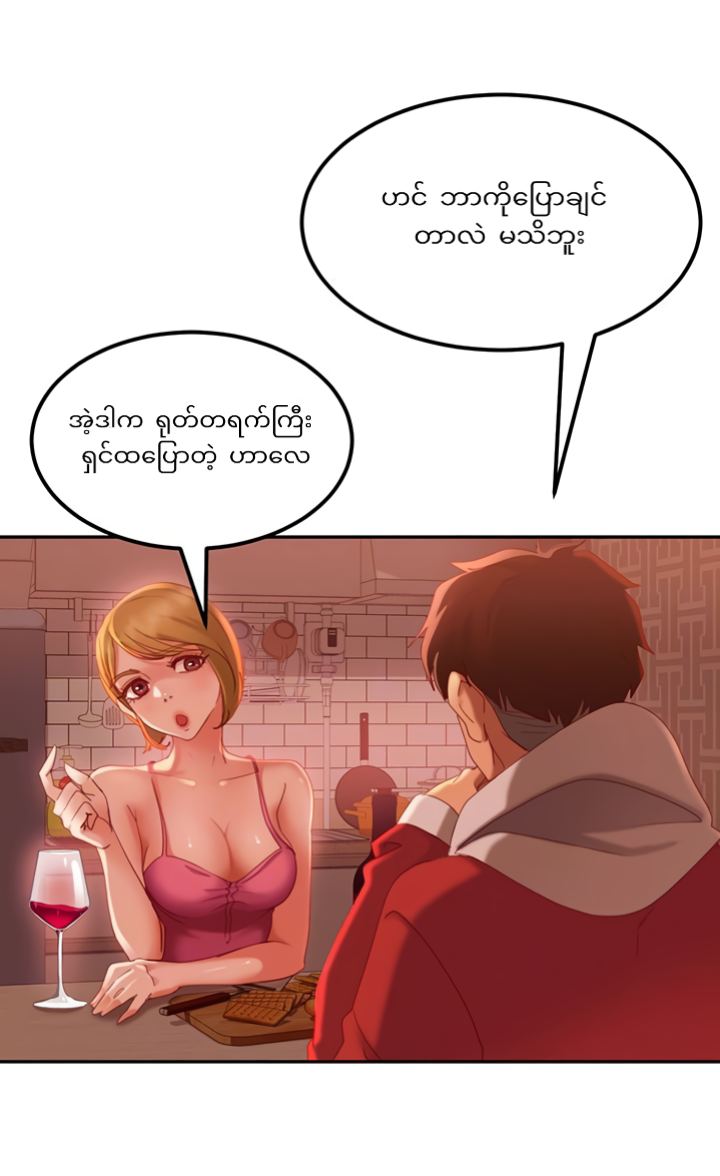 ဟင် ဘာကိုပြောချင်
တာလဲ မသိဘူး
အဲ့ဒါက ရုတ်တရက်ကြီး
ရှင်ထပြောတဲ့ ဟာလေ